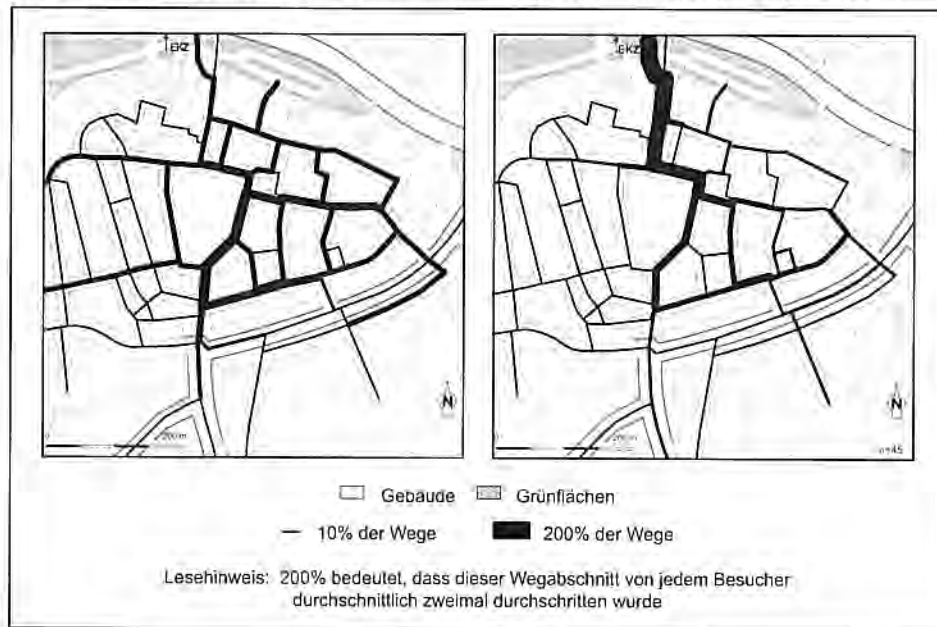 EKZ
EKZ
N
N
200m
200m
n=45
Gebäude Grünflächen
10% der Wege 200% der Wege
Lesehinweis: 200% bedeutet, dass dieser Wegabschnitt von jedem Besucher
durchschnittlich zweimal durchschritten wurde